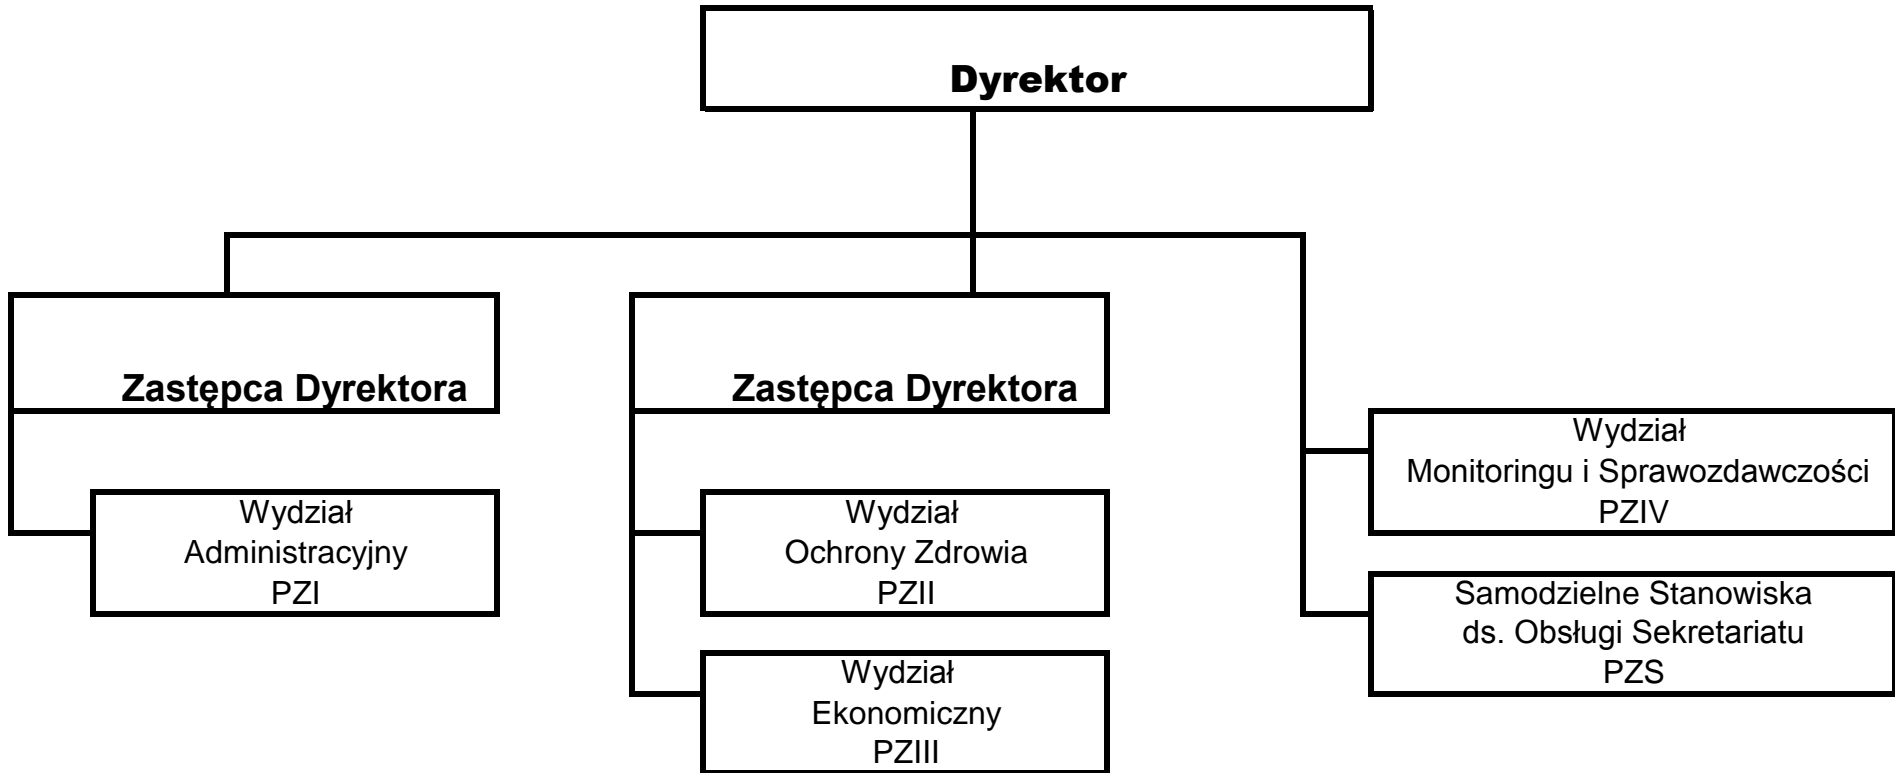 Dyrektor
Zastępca Dyrektora
Zastępca Dyrektora
Wydział
Administracyjny
PZI
Wydział
Ochrony Zdrowia
PZII
Wydział
Ekonomiczny
PZIII
Wydział
Monitoringu i Sprawozdawczości
PZIV
Samodzielne Stanowiska
ds. Obsługi Sekretariatu
PZS